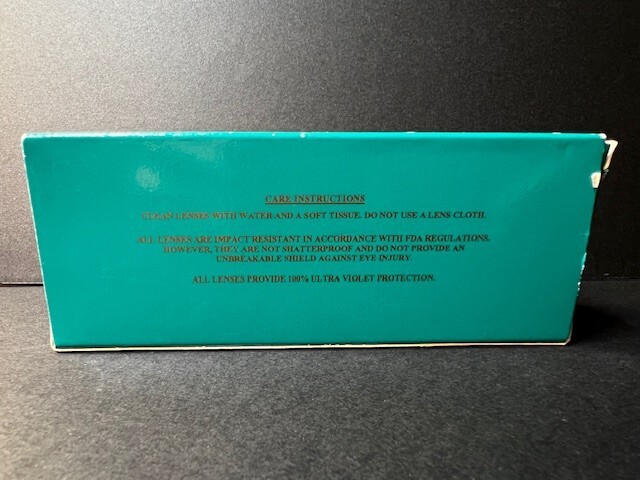 CARE INSTRUCTIONS
CLEAN LENSES WITH WATER AND A SOFT TISSUE. DO NOT USE A LENS CLOTH.
ALL LENSES ARE IMPACT RESISTANT IN ACCORDANCE WITH FDA REGULATIONS.
HOWEVER, THEY ARE NOT SHATTERPROOF AND DO NOT PROVIDE AN
UNBREAKABLE SHIELD AGAINST EYE INJURY.
ALL LENSES PROVIDE 100% ULTRA VIOLET PROTECTION.